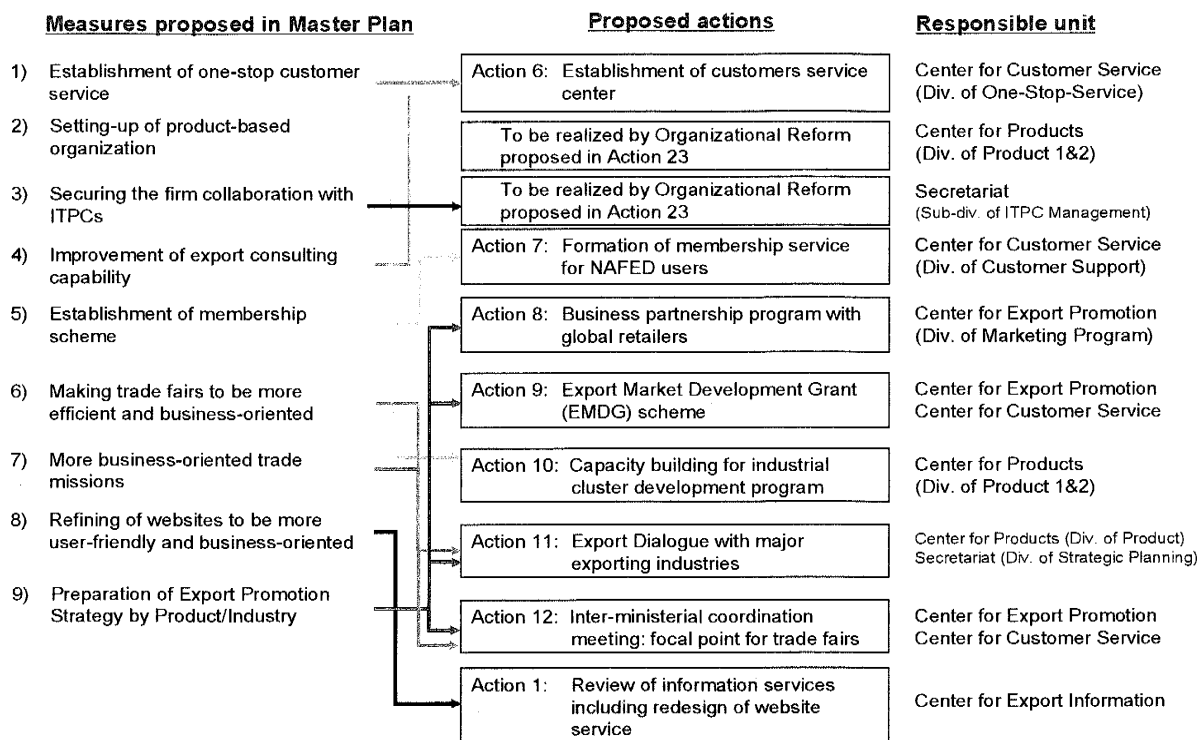 Measures proposed in Master Plan
1) Establishment of one-stop customer
service
2) Setting-up of product-based
organization
3) Securing the firm collaboration with
ITPCs
4) Improvement of export consulting
capability
5) Establishment of membership
scheme
6) Making trade fairs to be more
efficient and business-oriented
7) More business-oriented trade
missions
8) Refining of websites to be more
user-friendly and business-oriented
9) Preparation of Export Promotion
Strategy by Product/Industry
Proposed actions
Action 6: Establishment of customers service
center
To be realized by Organizational Reform
proposed in Action 23
To be realized by Organizational Reform
proposed in Action 23
Action 7: Formation of membership service
for NAFED users
Action 8: Business partnership program with
global retailers
Action 9: Export Market Development Grant
(EMDG) scheme
Action 10: Capacity building for industrial
cluster development program
Action 11: Export Dialogue with major
exporting industries
Action 12: Inter-ministerial coordination
meeting: focal point for trade fairs
Action 1: Review of information services
including redesign of website
service
Responsible unit
Center for Customer Service
(Div. of One-Stop-Service)
Center for Products
(Div. of Product 1&2)
Secretariat
(Sub-div. of ITPC Management)
Center for Customer Service
(Div. of Customer Support)
Center for Export Promotion
(Div. of Marketing Program)
Center for Export Promotion
Center for Customer Service
Center for Products
(Div. of Product 1&2)
Center for Products (Div. of Product)
Secretariat (Div. of Strategic Planning)
Center for Export Promotion
Center for Customer Service
Center for Export Information